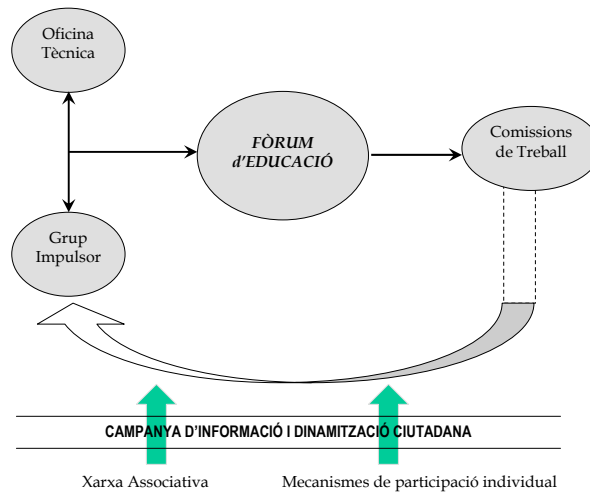 Oficina
Tècnica
FÒRUM
d'EDUCACIÓ
Comissions
de Treball
Grup
Impulsor
CAMPANYA D'INFORMACIÓ I DINAMITZACIÓ CIUTADANA
Xarxa Associativa
Mecanismes de participació individual